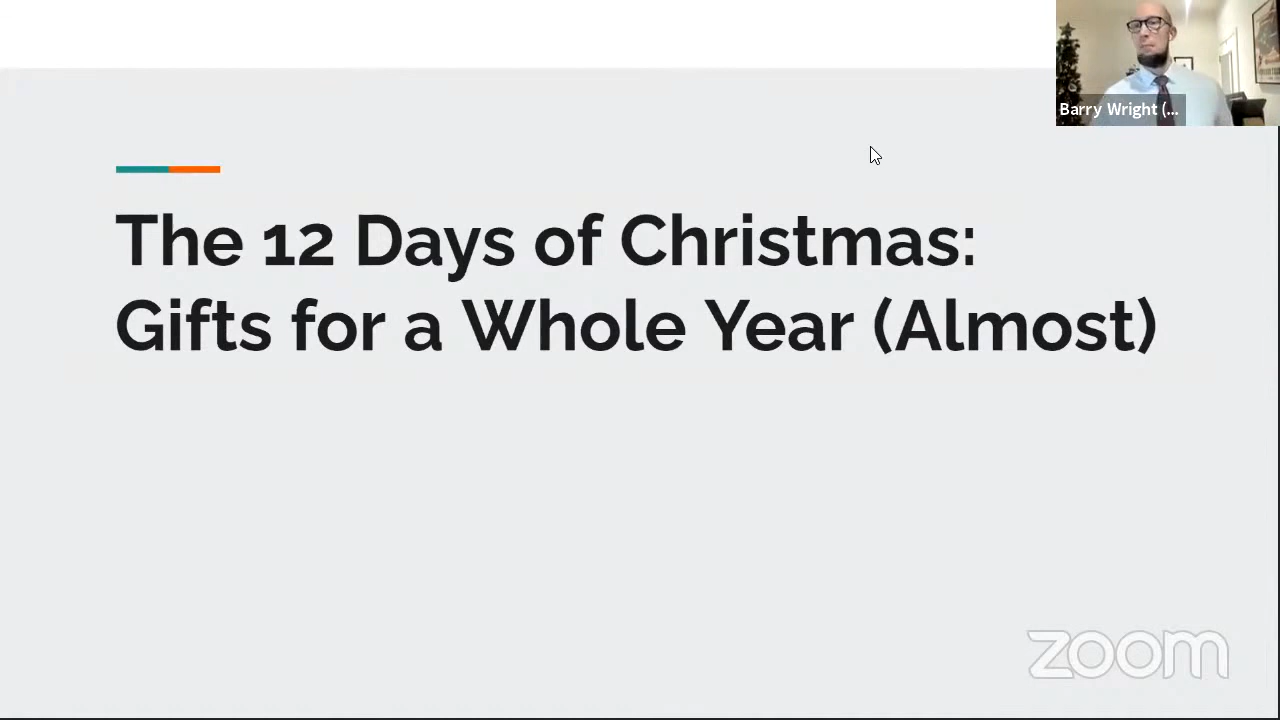 Barry Wright (...
The 12 Days of Christmas:
Gifts for a Whole Year (Almost)
zoom